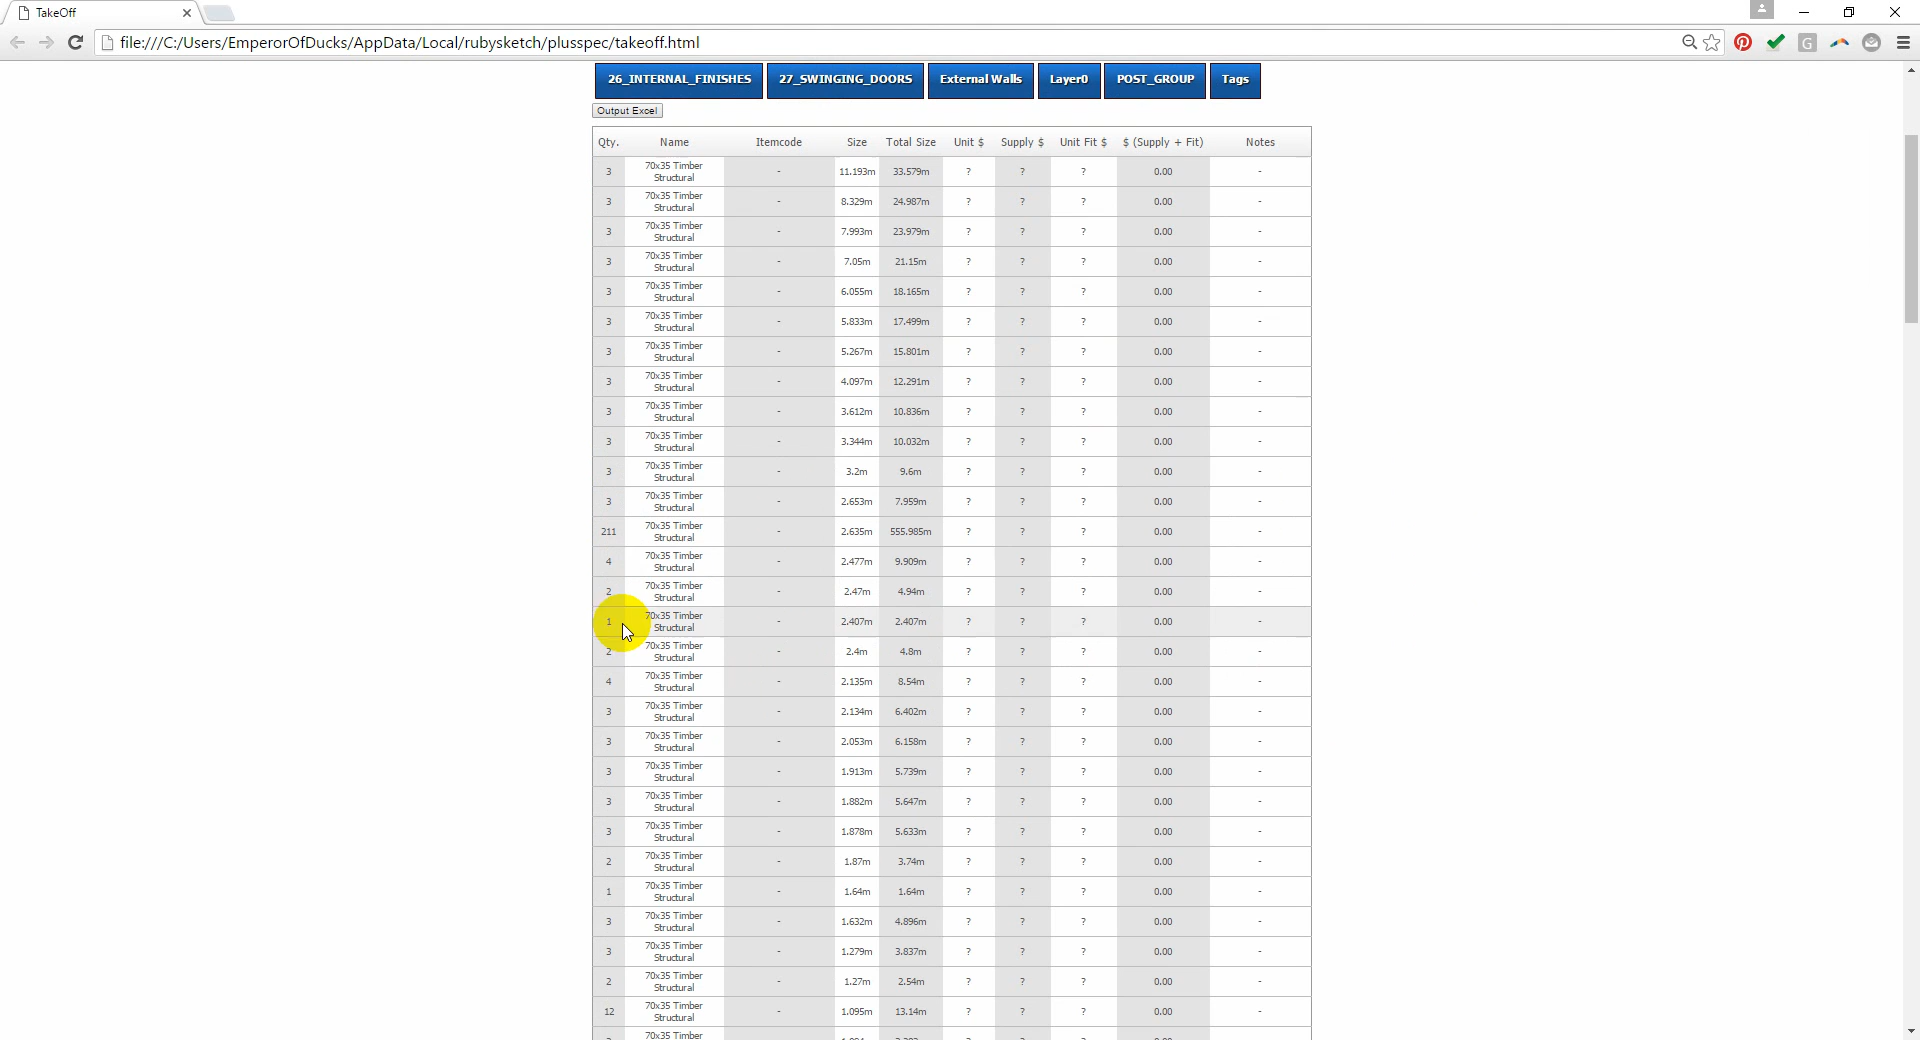 TakeOff
file:///C:/Users/EmperorOfDucks/AppData/Local/rubysketch/plusspec/takeoff.html
26_INTERNAL_FINISHES 27_SWINGING_DOORS External Walls Layer0 POST_GROUP Tags
Output Excel
Qty. Name Itemcode Size Total Size Unit $ Supply $ Unit Fit $ $ (Supply + Fit) Notes
3 70x35 Timber Structural - 11.193m 33.579m ? ? ? 0.00 -
3 70x35 Timber Structural - 8.329m 24.987m ? ? ? 0.00 -
3 70x35 Timber Structural - 7.993m 23.979m ? ? ? 0.00 -
3 70x35 Timber Structural - 7.05m 21.15m ? ? ? 0.00 -
3 70x35 Timber Structural - 6.055m 18.165m ? ? ? 0.00 -
3 70x35 Timber Structural - 5.833m 17.499m ? ? ? 0.00 -
3 70x35 Timber Structural - 5.267m 15.801m ? ? ? 0.00 -
3 70x35 Timber Structural - 4.097m 12.291m ? ? ? 0.00 -
3 70x35 Timber Structural - 3.612m 10.836m ? ? ? 0.00 -
3 70x35 Timber Structural - 3.344m 10.032m ? ? ? 0.00 -
3 70x35 Timber Structural - 3.2m 9.6m ? ? ? 0.00 -
3 70x35 Timber Structural - 2.653m 7.959m ? ? ? 0.00 -
211 70x35 Timber Structural - 2.635m 555.985m ? ? ? 0.00 -
4 70x35 Timber Structural - 2.477m 9.909m ? ? ? 0.00 -
2 70x35 Timber Structural - 2.47m 4.94m ? ? ? 0.00 -
1 70x35 Timber Structural - 2.407m 2.407m ? ? ? 0.00 -
2 70x35 Timber Structural - 2.4m 4.8m ? ? ? 0.00 -
4 70x35 Timber Structural - 2.135m 8.54m ? ? ? 0.00 -
3 70x35 Timber Structural - 2.134m 6.402m ? ? ? 0.00 -
3 70x35 Timber Structural - 2.053m 6.158m ? ? ? 0.00 -
3 70x35 Timber Structural - 1.913m 5.739m ? ? ? 0.00 -
3 70x35 Timber Structural - 1.882m 5.647m ? ? ? 0.00 -
3 70x35 Timber Structural - 1.878m 5.633m ? ? ? 0.00 -
2 70x35 Timber Structural - 1.87m 3.74m ? ? ? 0.00 -
1 70x35 Timber Structural - 1.64m 1.64m ? ? ? 0.00 -
3 70x35 Timber Structural - 1.632m 4.896m ? ? ? 0.00 -
3 70x35 Timber Structural - 1.279m 3.837m ? ? ? 0.00 -
2 70x35 Timber Structural - 1.27m 2.54m ? ? ? 0.00 -
12 70x35 Timber Structural - 1.095m 13.14m ? ? ? 0.00 -
70x35 Timber